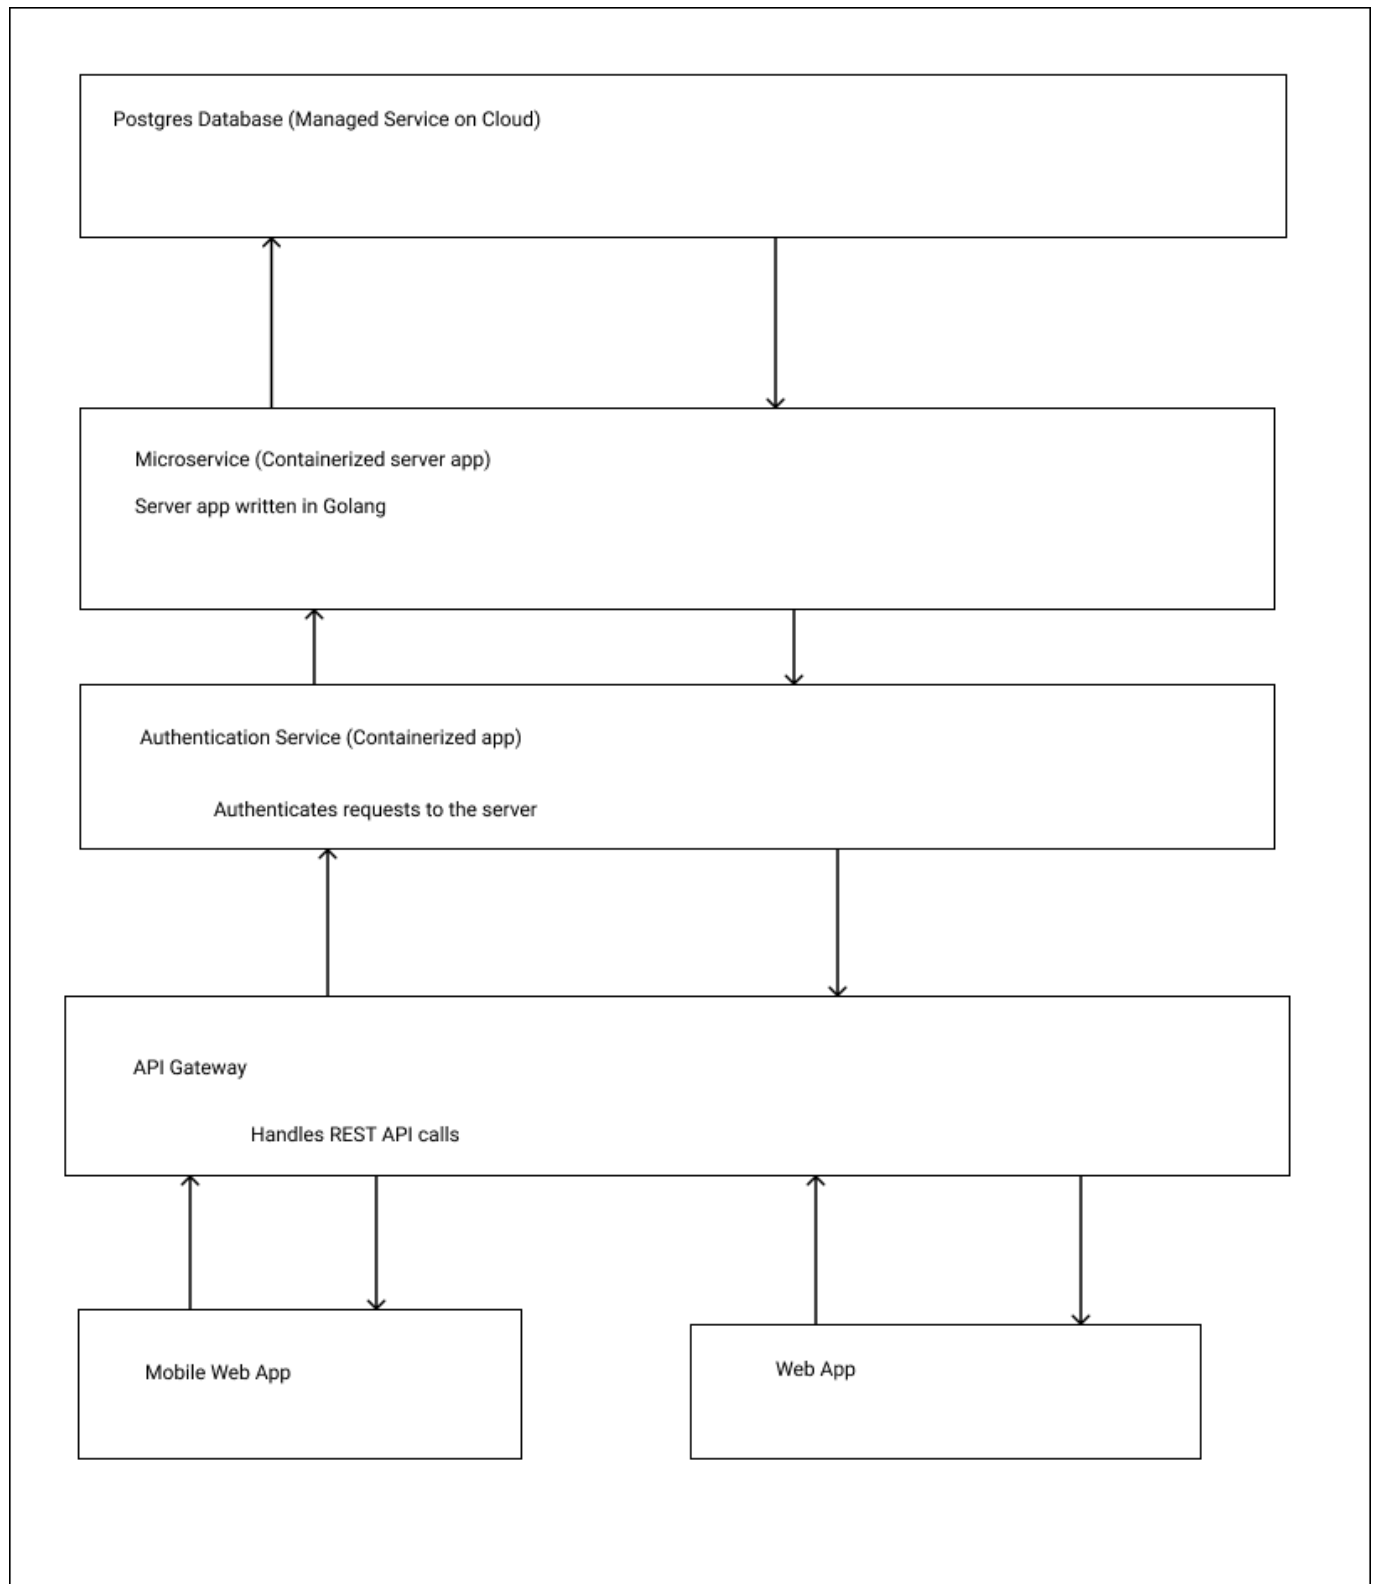 Postgres Database (Managed Service on Cloud)
Microservice (Containerized server app)
Server app written in Golang
Authentication Service (Containerized app)
Authenticates requests to the server
API Gateway
Handles REST API calls
Mobile Web App
Web App